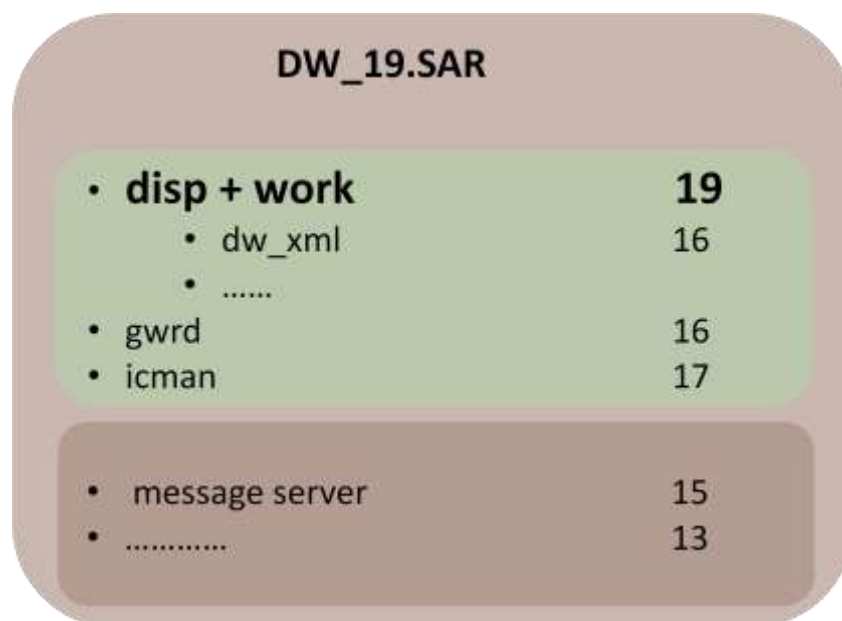 DW_19.SAR
• disp + work 19
• dw_xml 16
• ......
• gwrd 16
• icman 17
• message server 15
• ............ 13